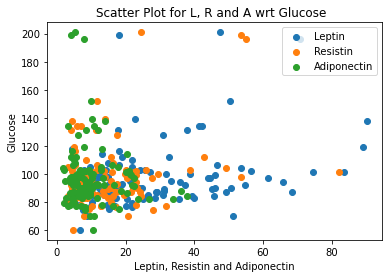 Scatter Plot for L, R and A wrt Glucose
Leptin
Resistin
Adiponectin
200
180
160
140
120
100
80
60
Glucose
0
20
40
60
80
Leptin, Resistin and Adiponectin